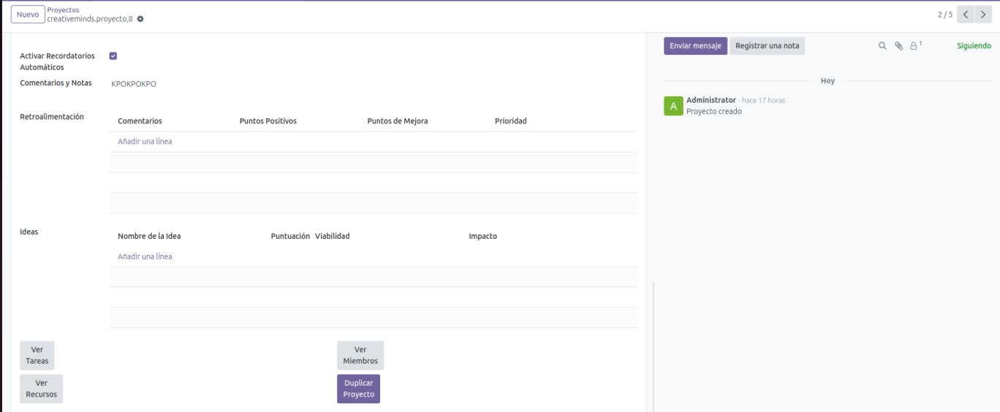 Nuevo
Proyectos
creativeminds.proyecto,8
2 / 5
Activar Recordatorios
Automáticos
Comentarios y Notas
KPOKPOKPO
Retroalimentación
Comentarios Puntos Positivos Puntos de Mejora Prioridad
Añadir una línea
Ideas
Nombre de la Idea Puntuación Viabilidad Impacto
Añadir una línea
Ver
Tareas
Ver
Miembros
Ver
Recursos
Duplicar
Proyecto
Enviar mensaje Registrar una nota 1 Siguiendo
Hoy
A
Administrator - hace 17 horas
Proyecto creado